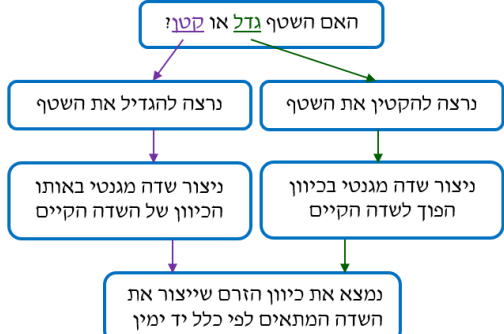 האם השטף גדל או קטן?
נרצה להקטין את השטף
נרצה להגדיל את השטף
ניצור שדה מגנטי בכיוון
הפוך לשדה הקיים
ניצור שדה מגנטי באותו
הכיוון של השדה הקיים
נמצא את כיוון הזרם שייצור את
השדה המתאים לפי כלל יד ימין